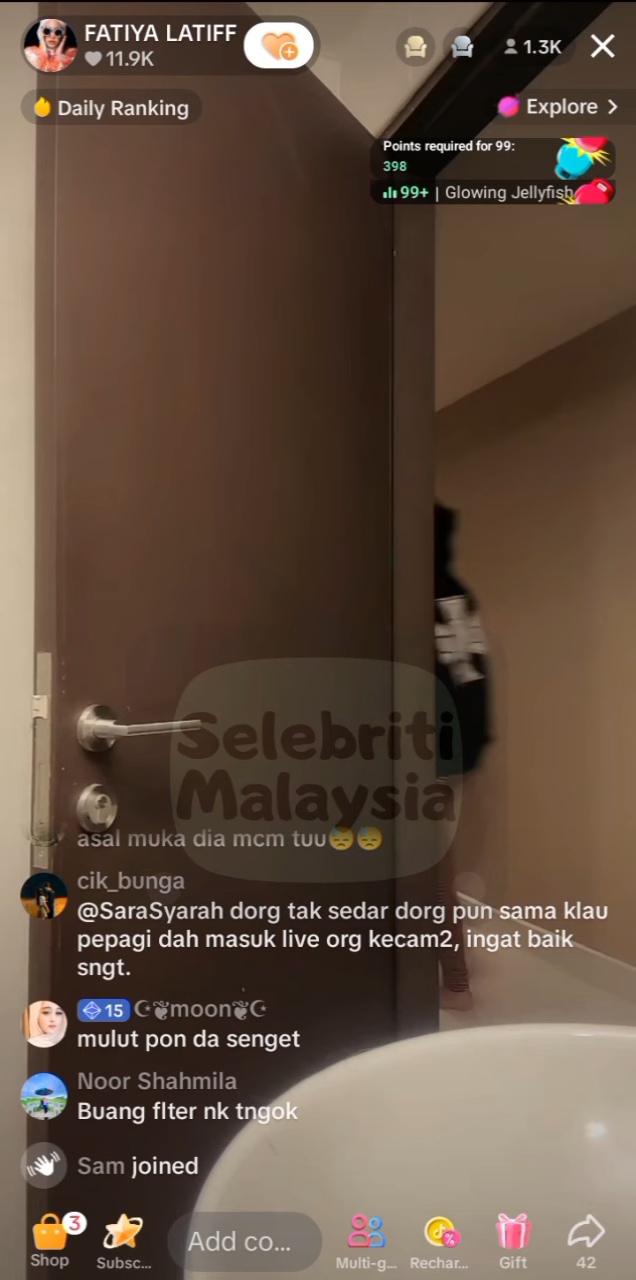 FATIYA LATIFF
11.9K
1.3K
Daily Ranking
Explore >
Points required for 99:
398
99+ | Glowing Jellyfish
Selebriti
Malaysia
asal muka dia mcm tuu😓😓
cik_bunga
@SaraSyarah dorg tak sedar dorg pun sama klau
pepagi dah masuk live org kecam2, ingat baik
sngt.
15 ☪❦moon❦☪
mulut pon da senget
Noor Shahmila
Buang flter nk tngok
Sam joined
3
Shop
Subsc...
Add co...
Multi-g...
Rechar...
Gift
42